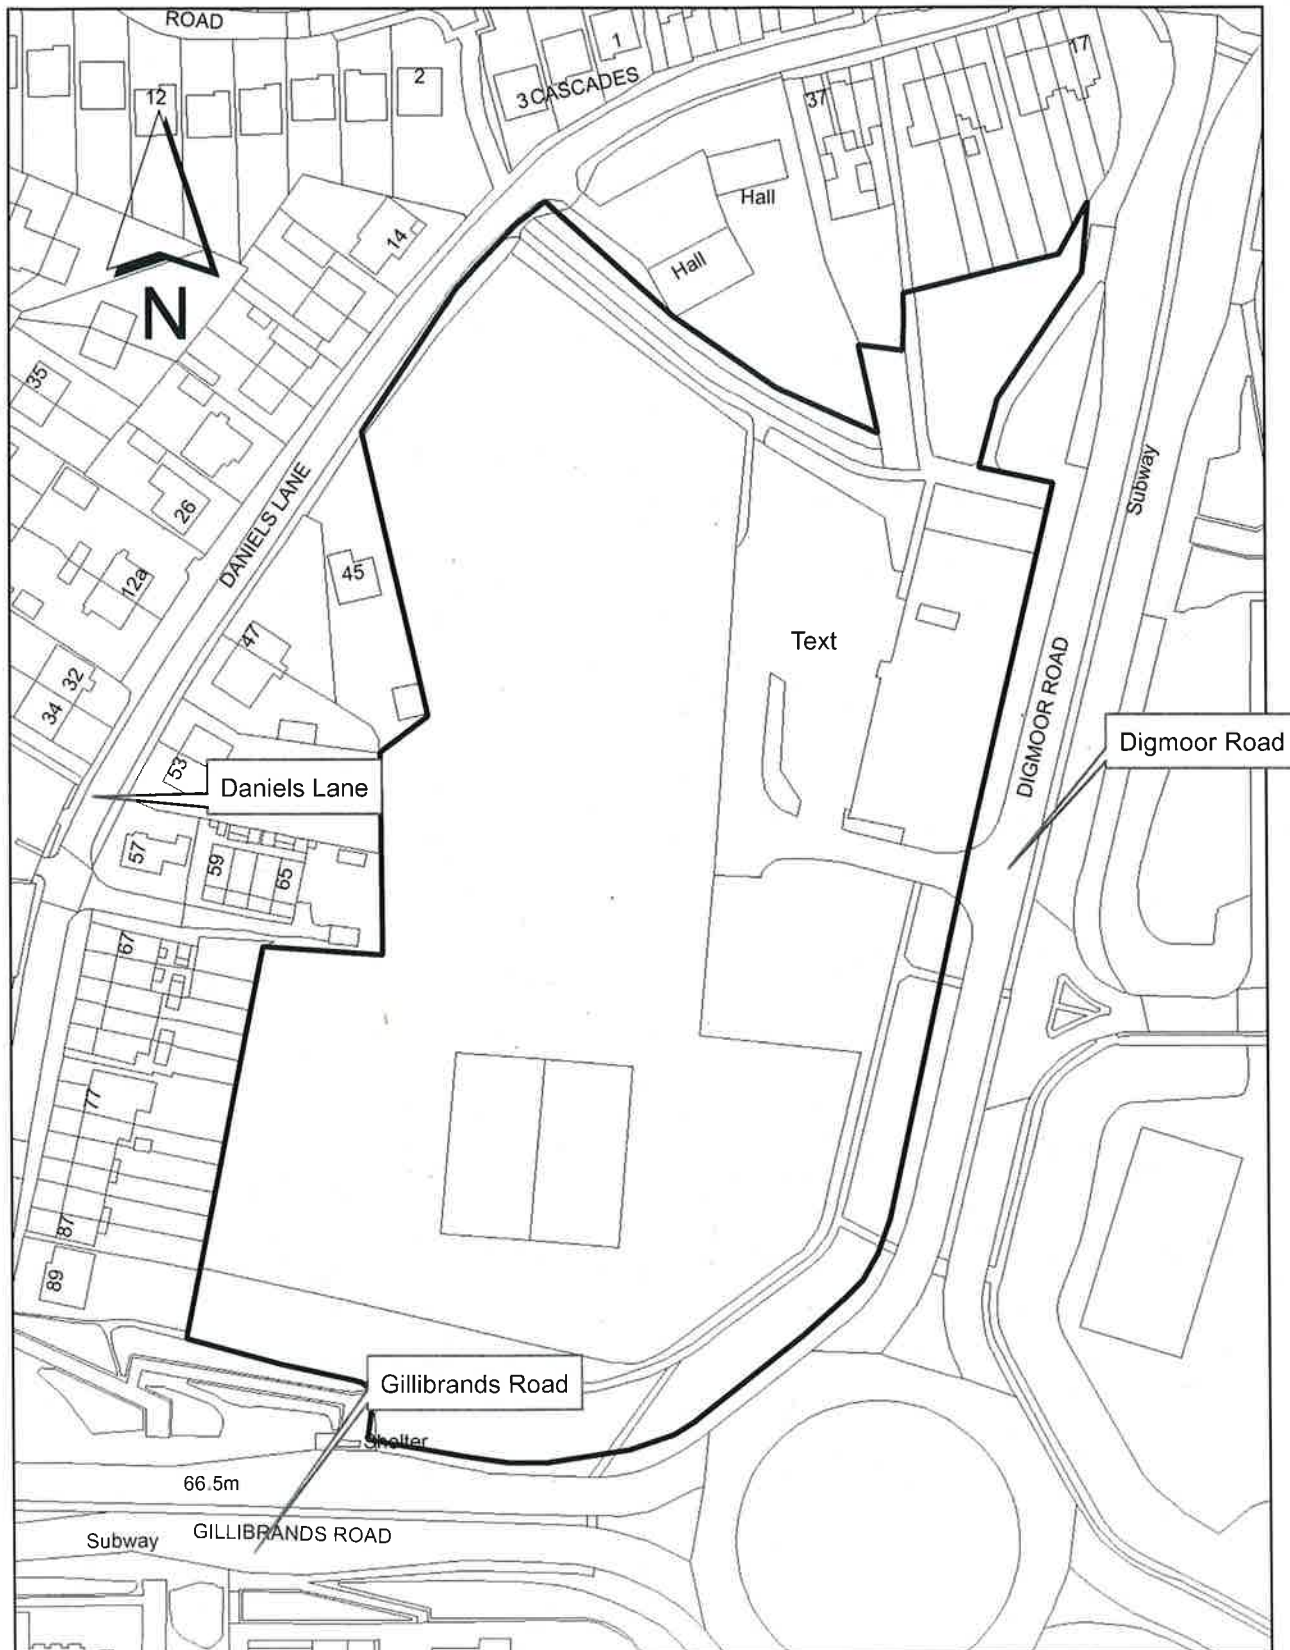 ROAD
1
2
3 CASCADES
17
12
37
Hall
14
Hall
N
35
Subway
26
DANIELS LANE
45
12a
47
Text
32
34
DIGMOOR ROAD
Digmoor Road
53
Daniels Lane
57
59
65
67
77
87
89
Gillibrands Road
Shelter
66.5m
GILLIBRANDS ROAD
Subway